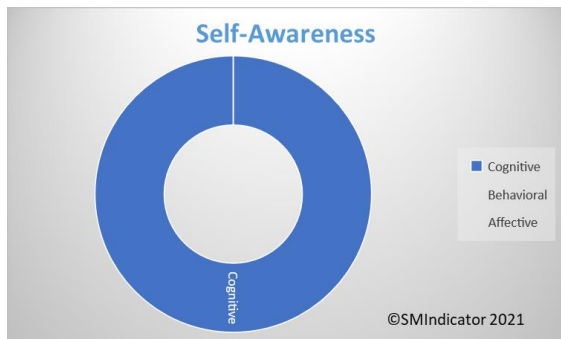 Self-Awareness
Cognitive
Behavioral
Affective
Cognitive
©SMIndicator 2021